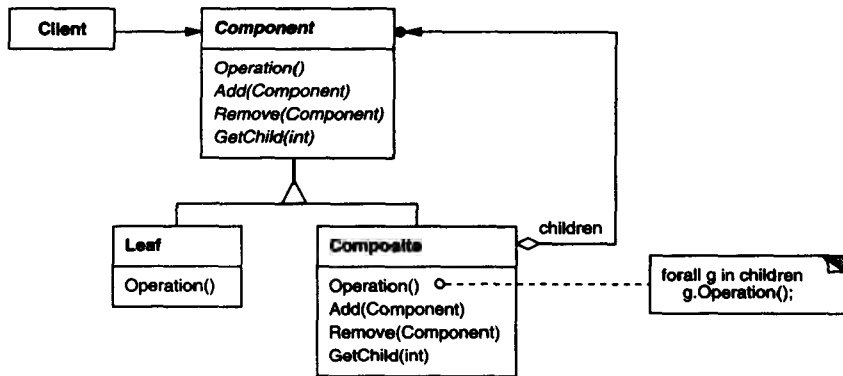 Client
Component
Operation()
Add(Component)
Remove(Component)
GetChild(int)
Leaf
Operation()
Composite
Operation()
Add(Component)
Remove(Component)
GetChild(int)
children
forall g in children
g.Operation();